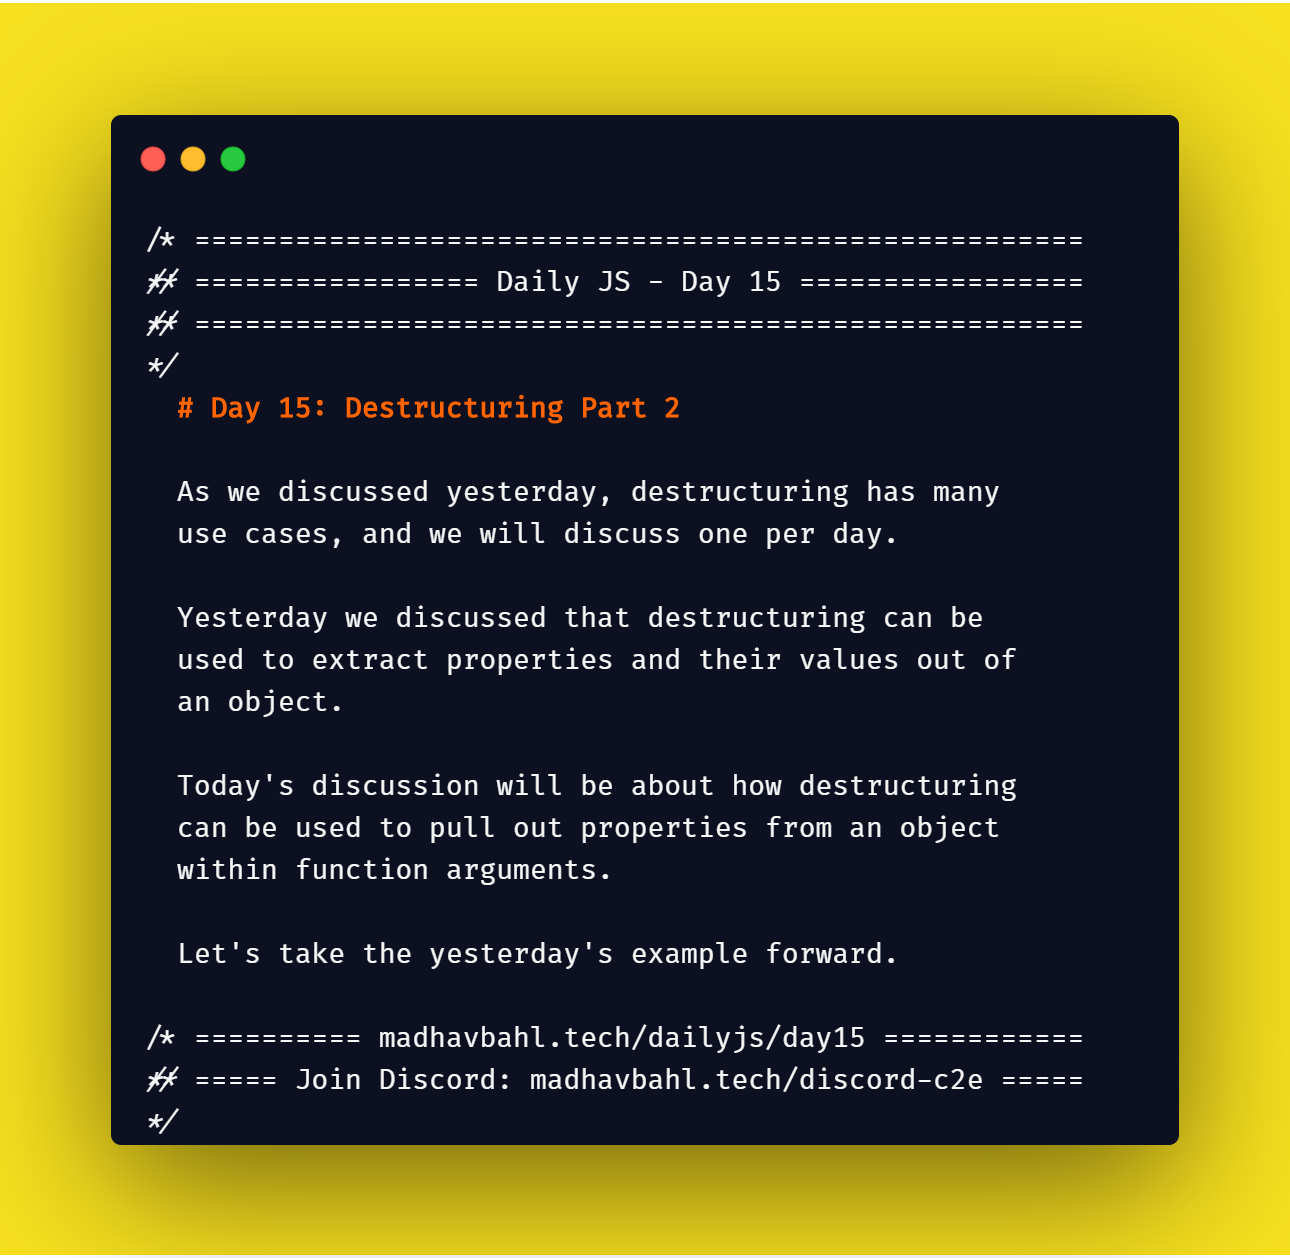 /* =====================================================
*/* ================= Daily JS - Day 15 =================
*/* =====================================================
*/
# Day 15: Destructuring Part 2
As we discussed yesterday, destructuring has many
use cases, and we will discuss one per day.
Yesterday we discussed that destructuring can be
used to extract properties and their values out of
an object.
Today's discussion will be about how destructuring
can be used to pull out properties from an object
within function arguments.
Let's take the yesterday's example forward.
/* ========== madhavbahl.tech/dailyjs/day15 ============
*/* ===== Join Discord: madhavbahl.tech/discord-c2e =====
*/